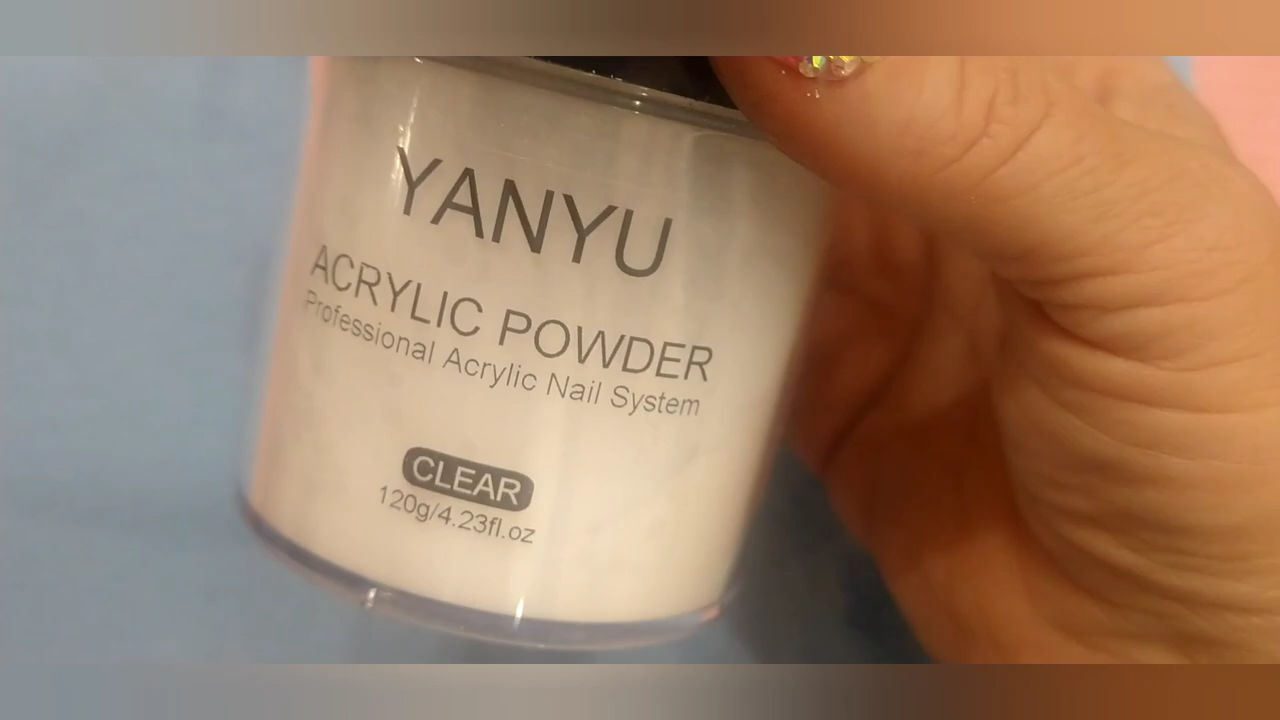 YANYU
ACRYLIC POWDER
Professional Acrylic Nail System
CLEAR
120g/4.23fl.oz